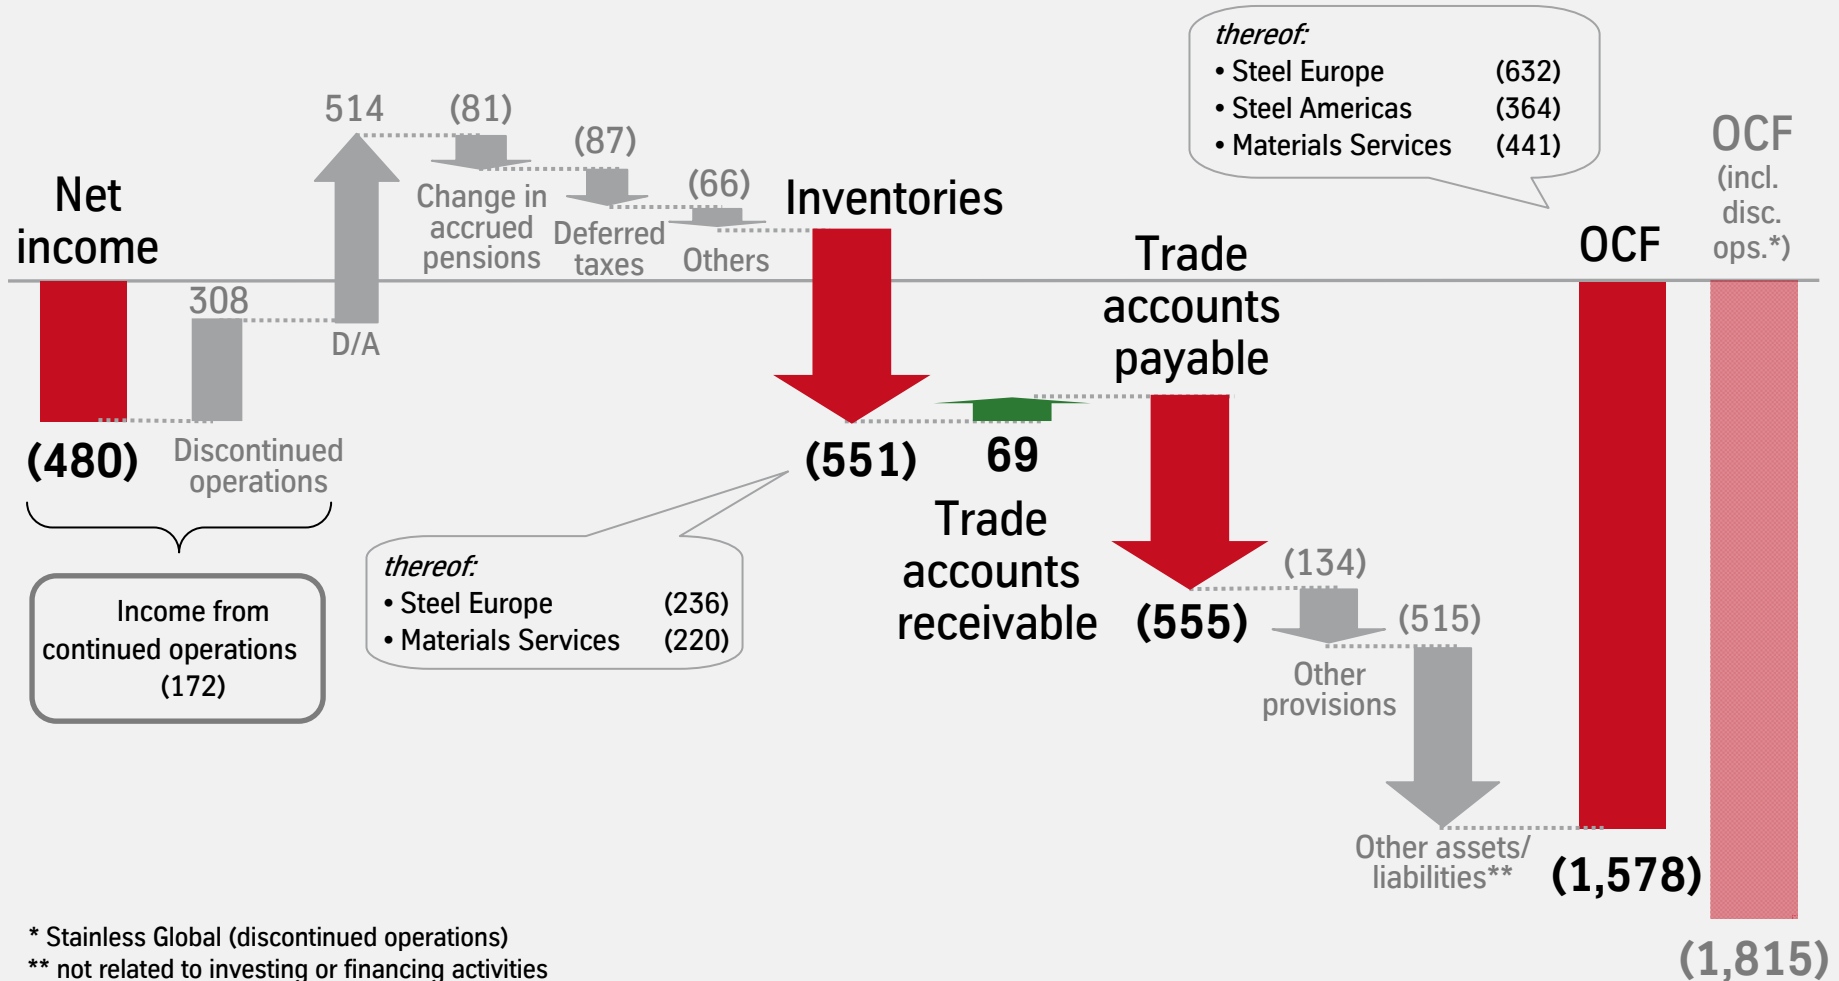 Net
income
(480)
308
Discontinued
operations
Income from
continued operations
(172)
514
D/A
(81)
Change in
accrued
pensions
(87)
Deferred
taxes
(66)
Others
Inventories
(551)
thereof:
• Steel Europe (236)
• Materials Services (220)
69
Trade
accounts
receivable
Trade
accounts
payable
(555)
(134)
Other
provisions
(515)
Other assets/
liabilities**
thereof:
• Steel Europe (632)
• Steel Americas (364)
• Materials Services (441)
OCF
(1,578)
OCF
(incl.
disc.
ops.*)
(1,815)
* Stainless Global (discontinued operations)
** not related to investing or financing activities